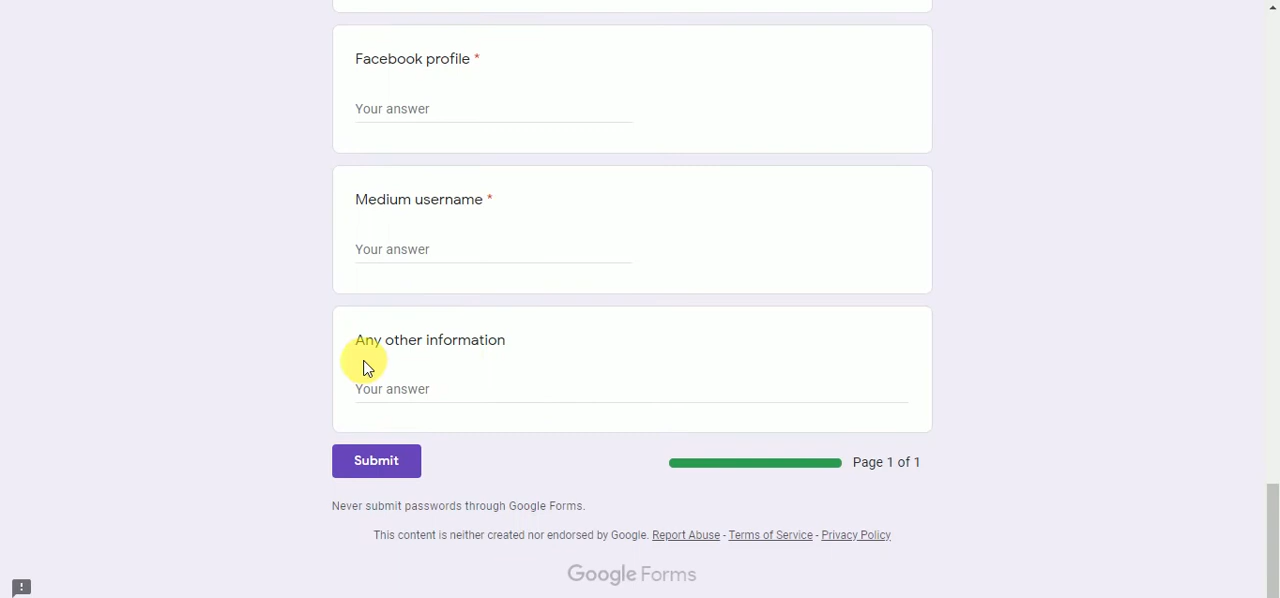 Facebook profile *
Your answer
Medium username *
Your answer
Any other information
Your answer
Submit
Page 1 of 1
Never submit passwords through Google Forms.
This content is neither created nor endorsed by Google. Report Abuse - Terms of Service - Privacy Policy
Google Forms
!